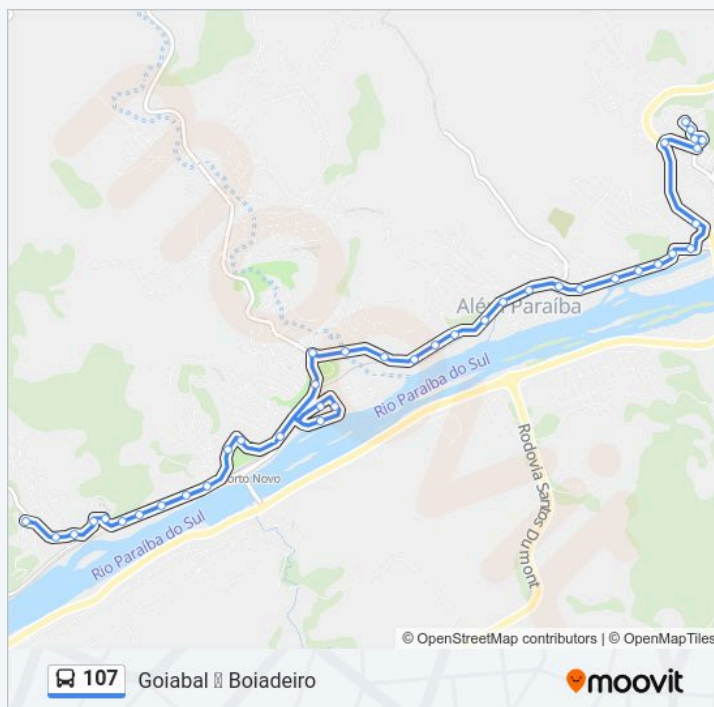 Além Paraíba
Rio Paraíba do Sul
Rodovia Santos Dumont
orto Novo
Rio Paraíba do Sul
© OpenStreetMap contributors | © OpenMapTiles
107 Goiabal ▯ Boiadeiro moovit